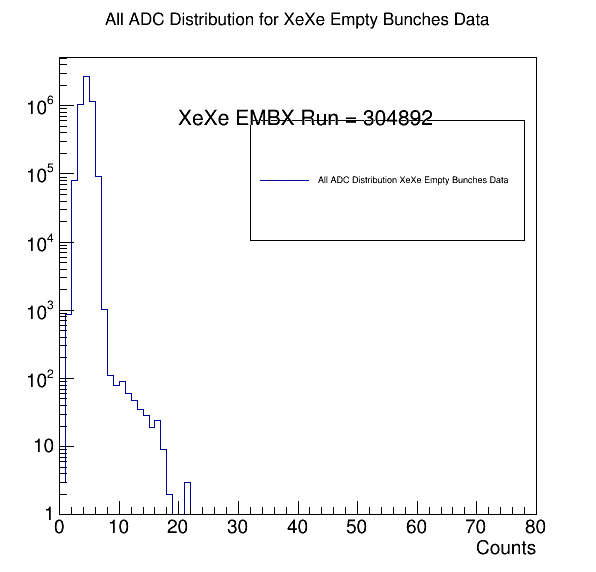 All ADC Distribution for XeXe Empty Bunches Data
XeXe EMBX Run = 304892
All ADC Distribution XeXe Empty Bunches Data
10^6
10^5
10^4
10^3
10^2
10
1
0 10 20 30 40 50 60 70 80
Counts